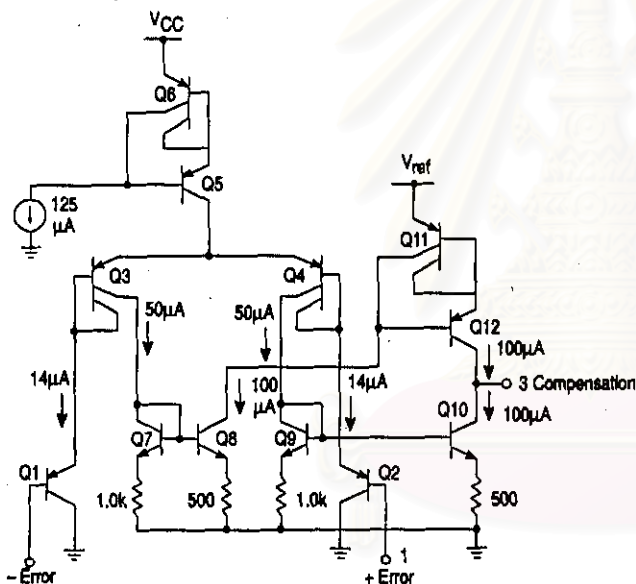 VCC
Q6
Q5
125
µA
Vref
Q11
Q3
Q4
Q12
50µA
50µA
100µA
3 Compensation
14µA
100
µA
14µA
100µA
Q10
Q7
Q8
Q9
Q1
1.0k
500
1.0k
Q2
500
– Error
1
+ Error